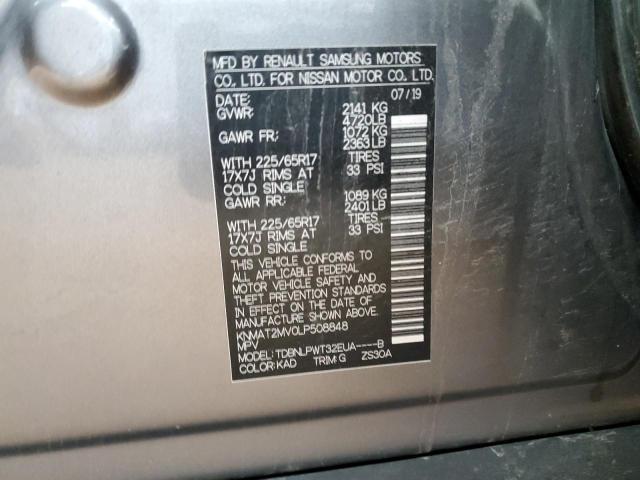 MFD BY RENAULT SAMSUNG MOTORS
CO., LTD. FOR NISSAN MOTOR CO., LTD.
DATE: 07/19
GVWR: 2141 KG
4720LB
GAWR FR: 1072 KG
2363 LB
WITH 225/65R17 TIRES
17X7J RIMS AT 33 PSI
COLD SINGLE
GAWR RR: 1089 KG
2401 LB
WITH 225/65R17 TIRES
17X7J RIMS AT 33 PSI
COLD SINGLE
THIS VEHICLE CONFORMS TO
ALL APPLICABLE FEDERAL
MOTOR VEHICLE SAFETY AND
THEFT PREVENTION STANDARDS
IN EFFECT ON THE DATE OF
MANUFACTURE SHOWN ABOVE.
KNMAT2MV0LP508848
MPV
MODEL: TDBNLPWT32EUA----B
COLOR: KAD TRIM: G ZS30A